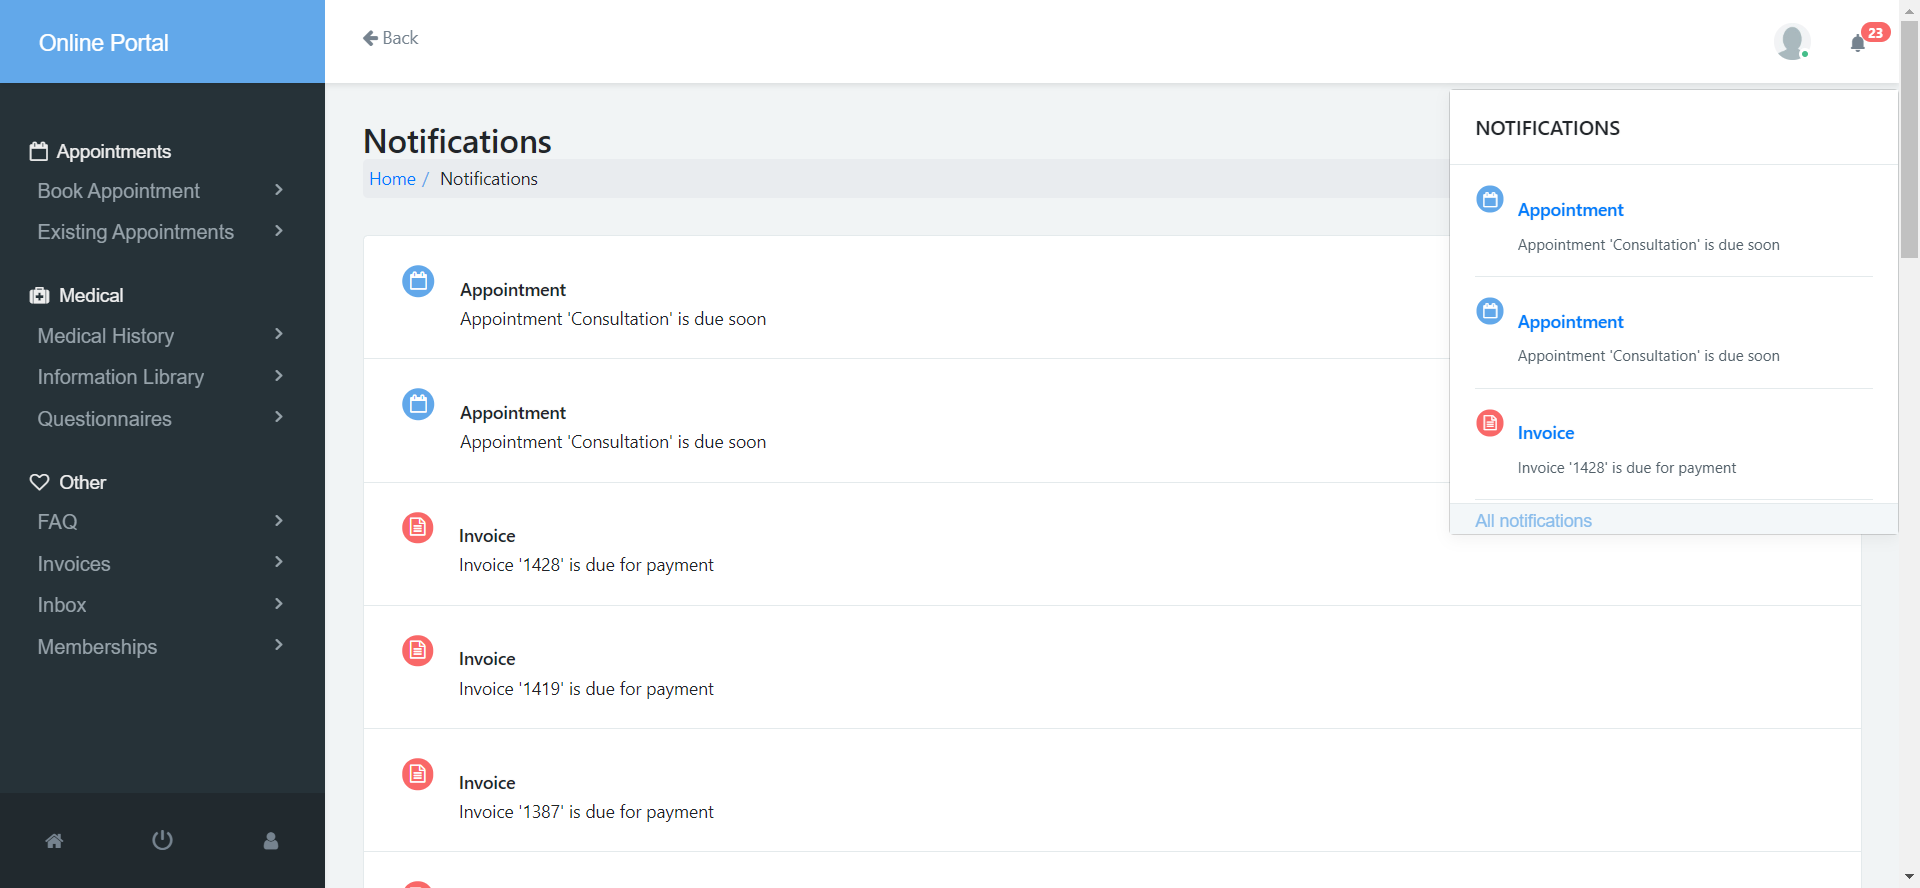 Online Portal
Back
23
Appointments
Book Appointment
Existing Appointments
Medical
Medical History
Information Library
Questionnaires
Other
FAQ
Invoices
Inbox
Memberships
Notifications
Home / Notifications
Appointment
Appointment 'Consultation' is due soon
Appointment
Appointment 'Consultation' is due soon
Invoice
Invoice '1428' is due for payment
Invoice
Invoice '1419' is due for payment
Invoice
Invoice '1387' is due for payment
NOTIFICATIONS
Appointment
Appointment 'Consultation' is due soon
Appointment
Appointment 'Consultation' is due soon
Invoice
Invoice '1428' is due for payment
All notifications